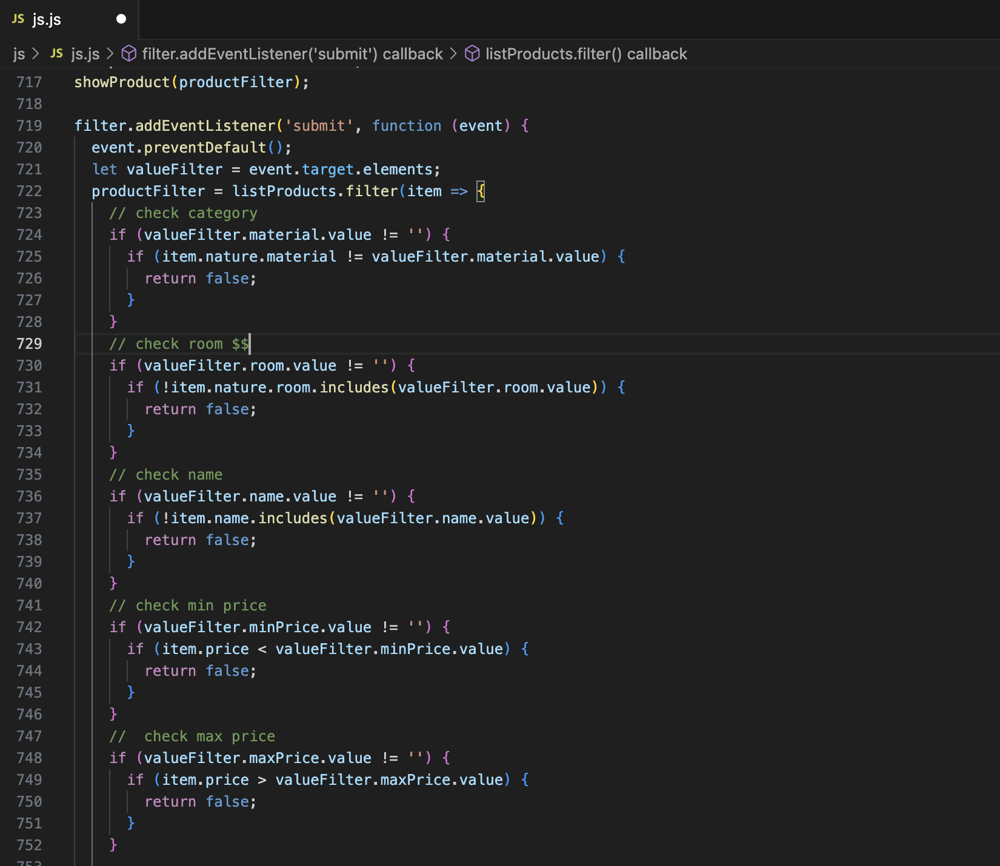 JS js.js
js > JS js.js > filter.addEventListener('submit') callback > listProducts.filter() callback
717 showProduct(productFilter);
718
719 filter.addEventListener('submit', function (event) {
720 event.preventDefault();
721 let valueFilter = event.target.elements;
722 productFilter = listProducts.filter(item => {
723 // check category
724 if (valueFilter.material.value != '') {
725 if (item.nature.material != valueFilter.material.value) {
726 return false;
727 }
728 }
729 // check room $$
730 if (valueFilter.room.value != '') {
731 if (!item.nature.room.includes(valueFilter.room.value)) {
732 return false;
733 }
734 }
735 // check name
736 if (valueFilter.name.value != '') {
737 if (!item.name.includes(valueFilter.name.value)) {
738 return false;
739 }
740 }
741 // check min price
742 if (valueFilter.minPrice.value != '') {
743 if (item.price < valueFilter.minPrice.value) {
744 return false;
745 }
746 }
747 //  check max price
748 if (valueFilter.maxPrice.value != '') {
749 if (item.price > valueFilter.maxPrice.value) {
750 return false;
751 }
752 }
753